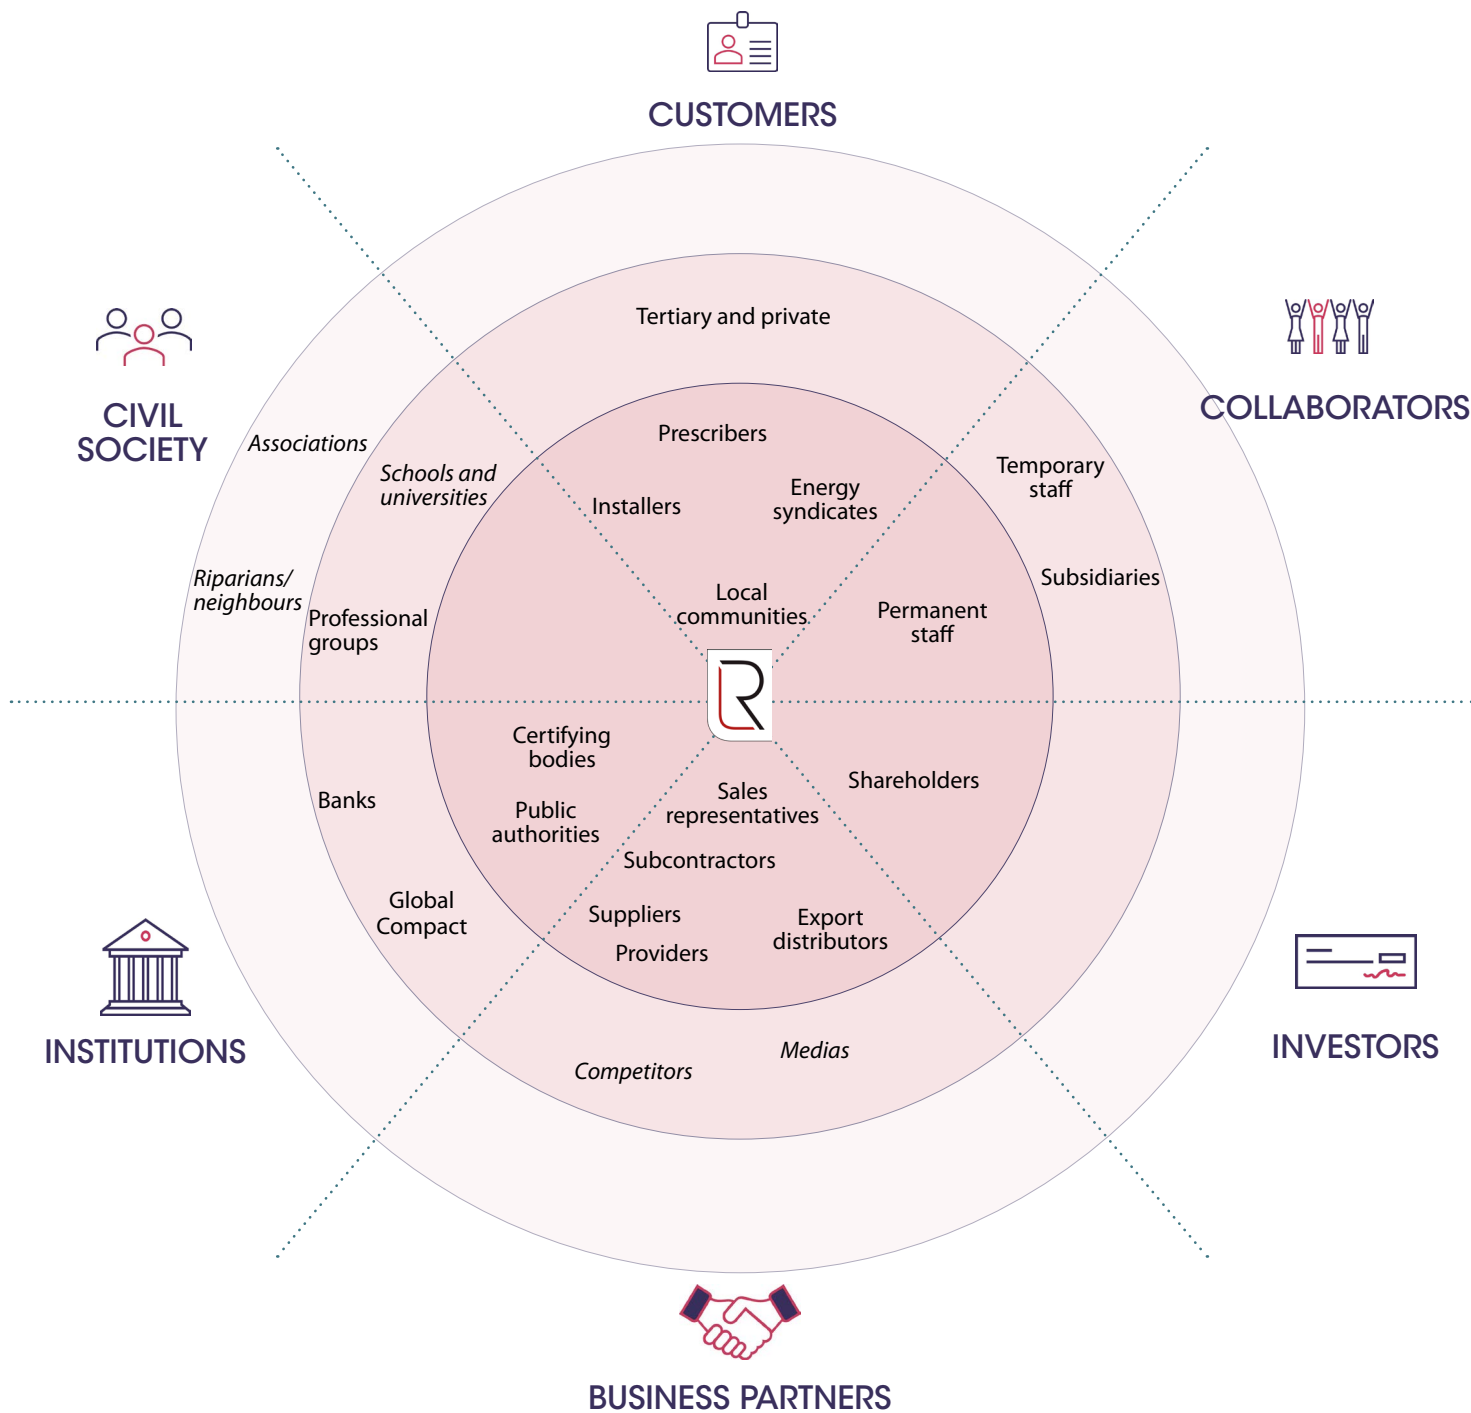 CUSTOMERS
Tertiary and private
Prescribers
Installers
Energy
syndicates
Local
communities
COLLABORATORS
Temporary
staff
Subsidiaries
Permanent
staff
CIVIL
SOCIETY
Associations
Schools and
universities
Riparians/
neighbours
Professional
groups
LR
Certifying
bodies
Public
authorities
Banks
Global
Compact
INSTITUTIONS
Sales
representatives
Subcontractors
Suppliers
Providers
Export
distributors
Competitors
Medias
Shareholders
INVESTORS
BUSINESS PARTNERS